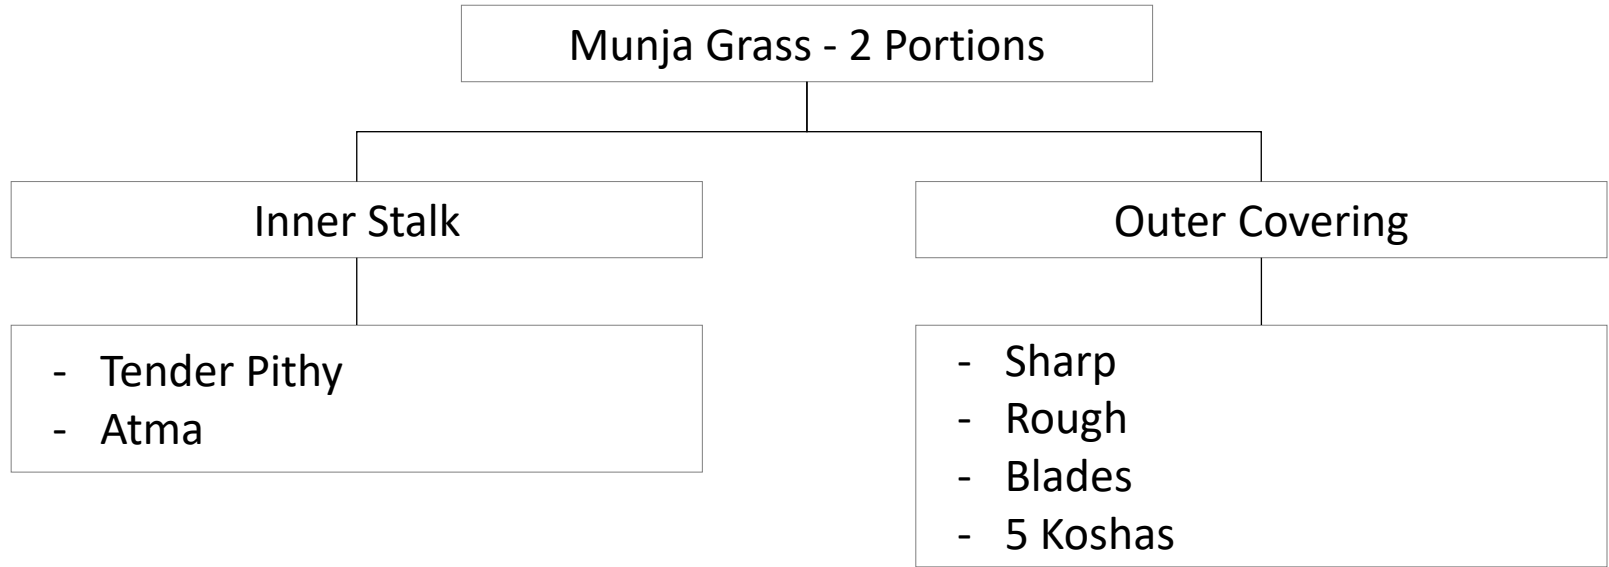 Munja Grass - 2 Portions
Inner Stalk
Outer Covering
- Tender Pithy
- Atma
- Sharp
- Rough
- Blades
- 5 Koshas